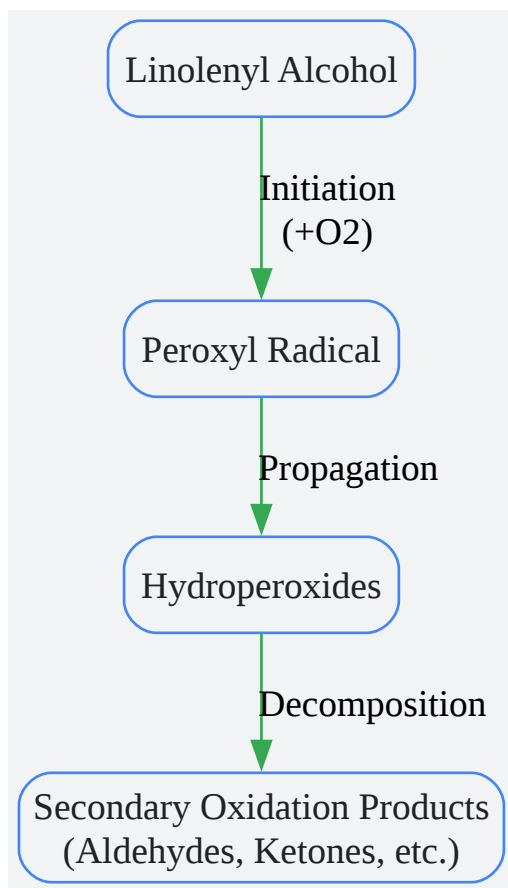 Linolenyl Alcohol
Initiation
(+O2)
Peroxyl Radical
Propagation
Hydroperoxides
Decomposition
Secondary Oxidation Products
(Aldehydes, Ketones, etc.)